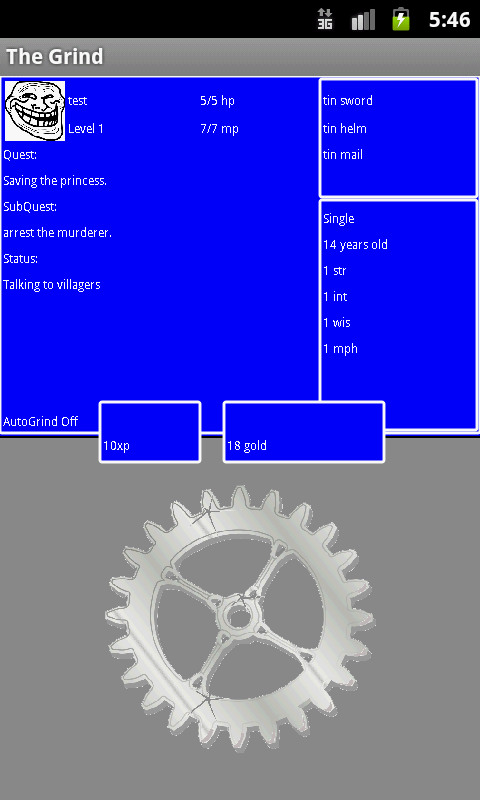 3G 5:46
The Grind
test 5/5 hp
Level 1 7/7 mp
Quest:
Saving the princess.
SubQuest:
arrest the murderer.
Status:
Talking to villagers
tin sword
tin helm
tin mail
Single
14 years old
1 str
1 int
1 wis
1 mph
AutoGrind Off
10xp
18 gold